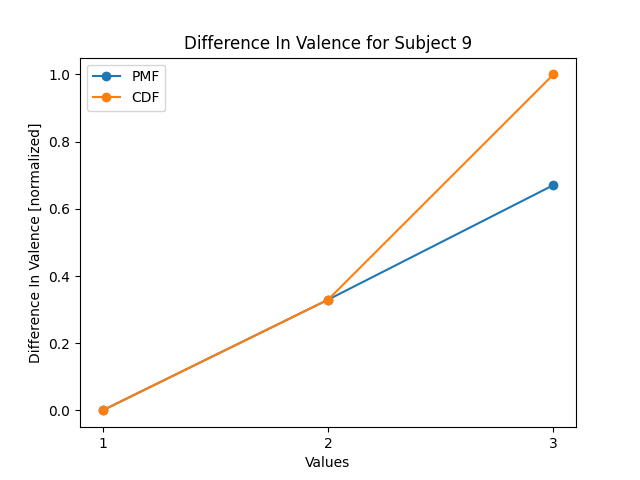 Difference In Valence for Subject 9
PMF
CDF
Difference In Valence [normalized]
1.0
0.8
0.6
0.4
0.2
0.0
1 2 3
Values